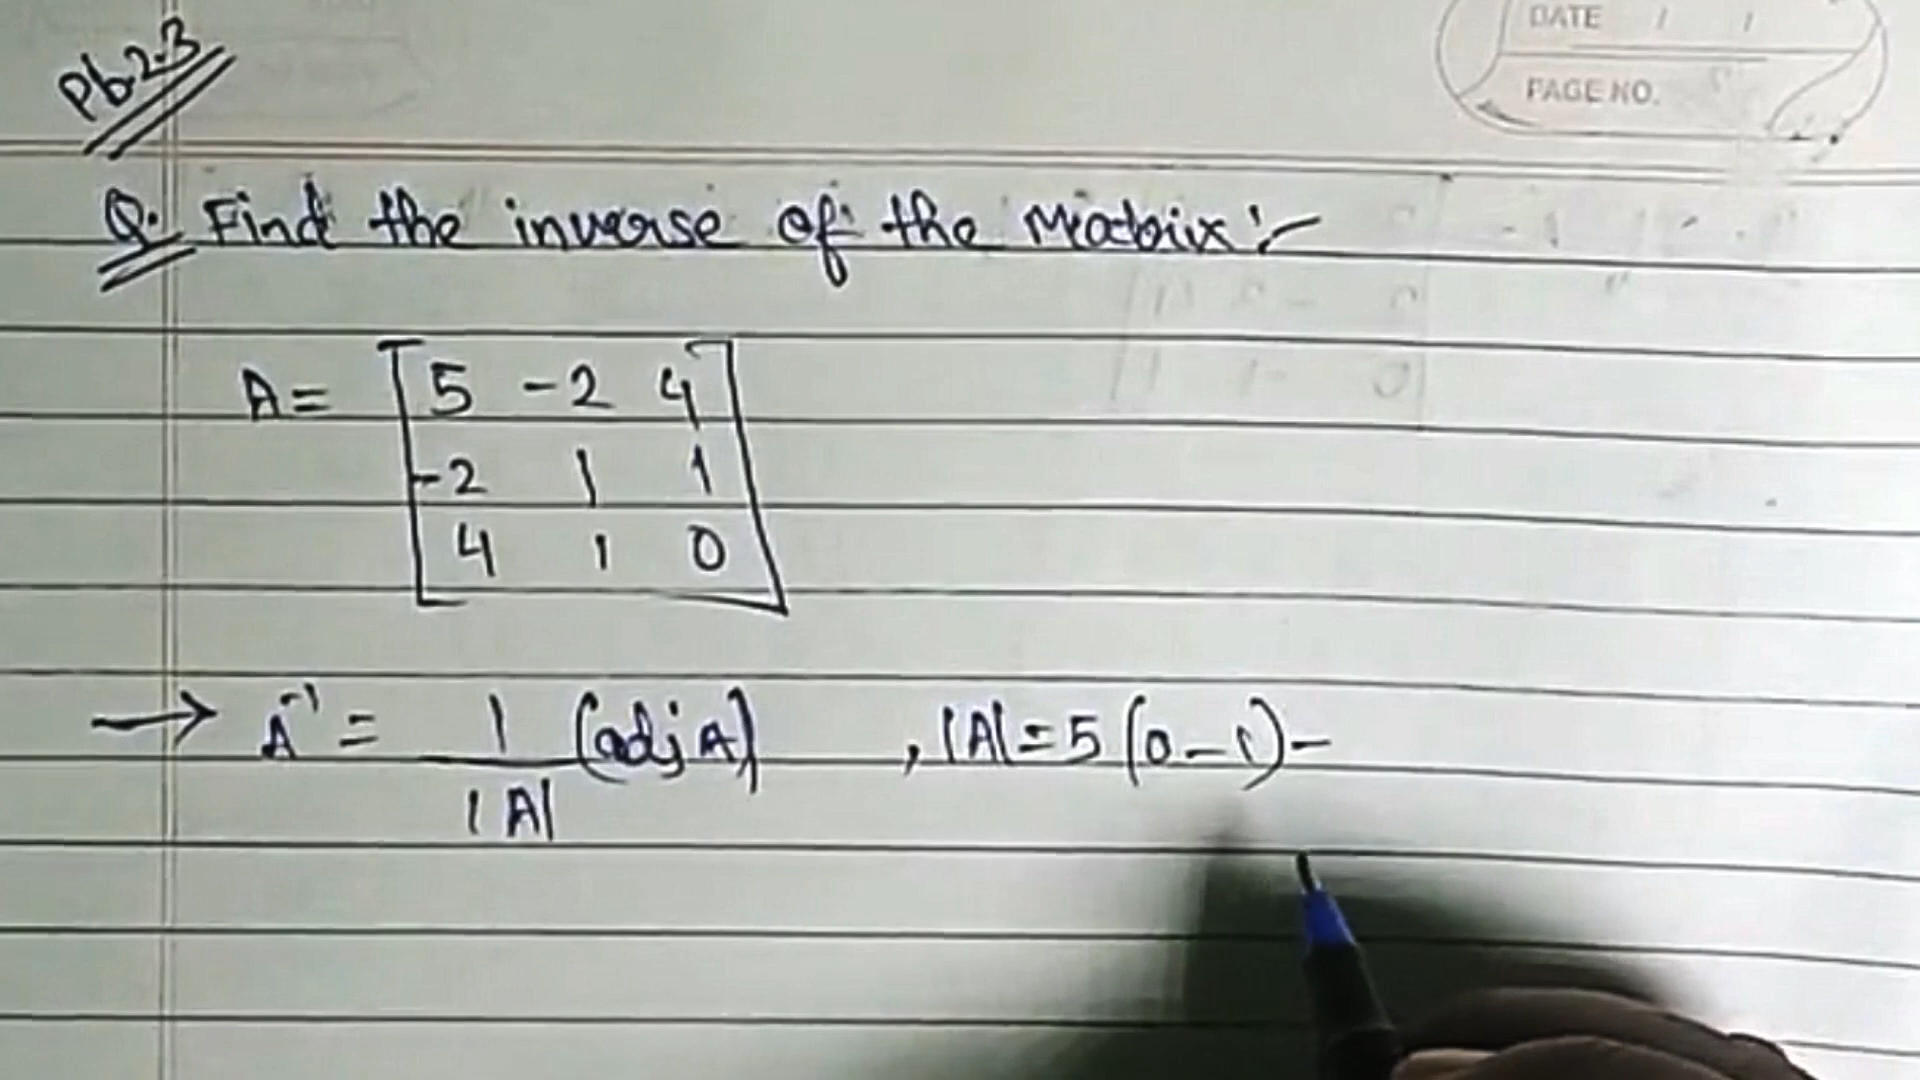 DATE / /
PAGE NO.
Pb.2.3
Q. Find the inverse of the Matrix :-
A = [ 5 -2 4
-2 1 1
4 1 0 ]
→ A⁻¹ = 1/|A| (adj A) , |A| = 5 (0-1) -